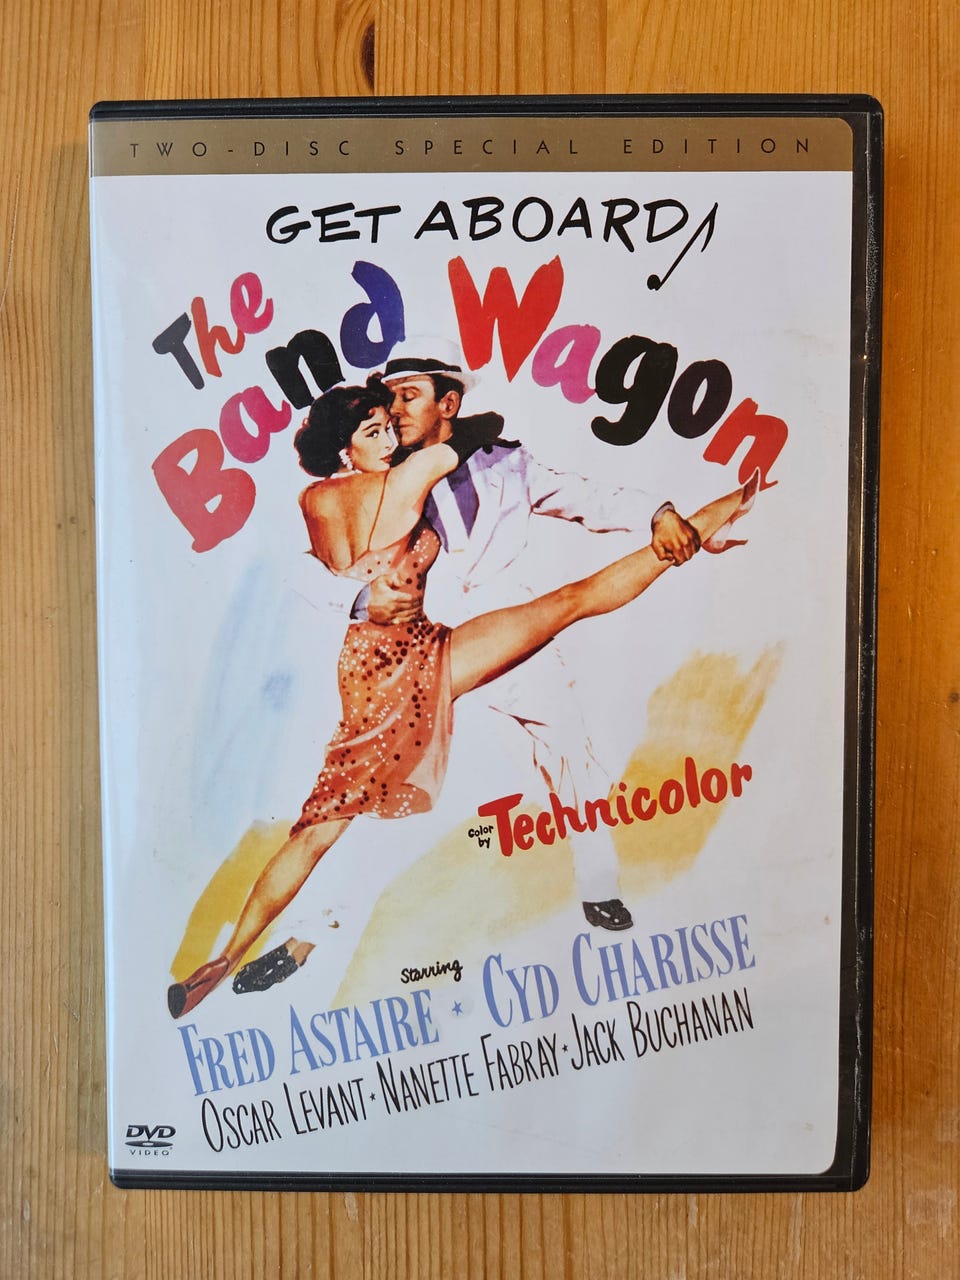 TWO-DISC SPECIAL EDITION
GET ABOARD
The
Band Wagon
Color by Technicolor
Starring
FRED ASTAIRE * CYD CHARISSE
OSCAR LEVANT * NANETTE FABRAY * JACK BUCHANAN
DVD
VIDEO